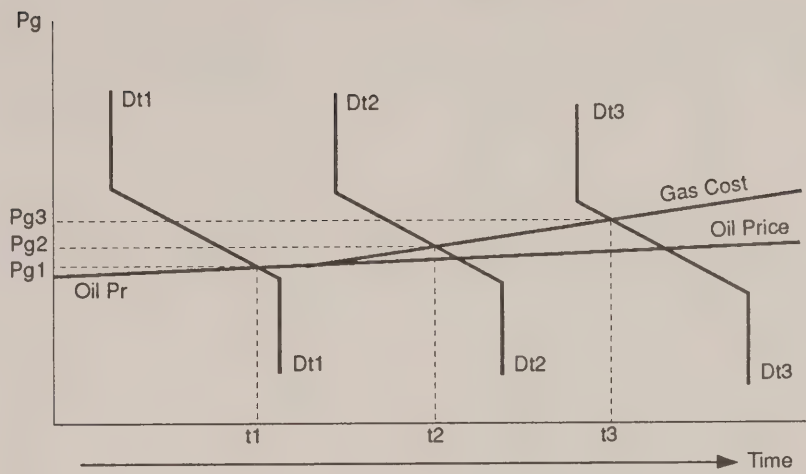 Pg
Dt1
Dt2
Dt3
Gas Cost
Pg3
Pg2
Oil Price
Pg1
Oil Pr
Dt1
Dt2
Dt3
t1
t2
t3
Time